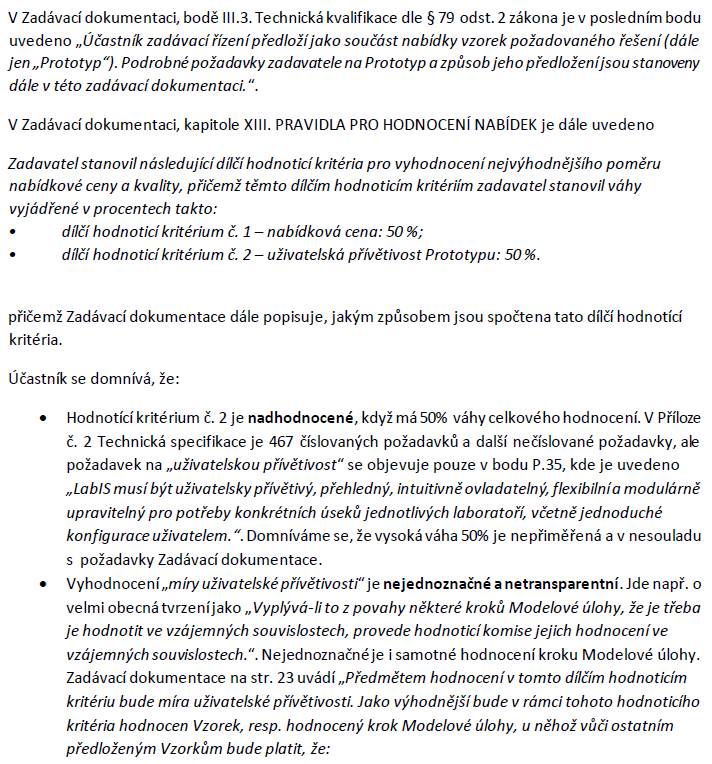 V Zadávací dokumentaci, bodě III.3. Technická kvalifikace dle § 79 odst. 2 zákona je v posledním bodu
uvedeno „Účastník zadávací řízení předloží jako součást nabídky vzorek požadovaného řešení (dále
jen „Prototyp“). Podrobné požadavky zadavatele na Prototyp a způsob jeho předložení jsou stanoveny
dále v této zadávací dokumentaci.“.
V Zadávací dokumentaci, kapitole XIII. PRAVIDLA PRO HODNOCENÍ NABÍDEK je dále uvedeno
Zadavatel stanovil následující dílčí hodnoticí kritéria pro vyhodnocení nejvýhodnějšího poměru
nabídkové ceny a kvality, přičemž těmto dílčím hodnoticím kritériím zadavatel stanovil váhy
vyjádřené v procentech takto:
• dílčí hodnoticí kritérium č. 1 – nabídková cena: 50 %;
• dílčí hodnoticí kritérium č. 2 – uživatelská přívětivost Prototypu: 50 %.
přičemž Zadávací dokumentace dále popisuje, jakým způsobem jsou spočtena tato dílčí hodnotící
kritéria.
Účastník se domnívá, že:
• Hodnotící kritérium č. 2 je nadhodnocené, když má 50% váhy celkového hodnocení. V Příloze
č. 2 Technická specifikace je 467 číslovaných požadavků a další nečíslované požadavky, ale
požadavek na „uživatelskou přívětivost“ se objevuje pouze v bodu P.35, kde je uvedeno
„LabIS musí být uživatelsky přívětivý, přehledný, intuitivně ovladatelný, flexibilní a modulárně
upravitelný pro potřeby konkrétních úseků jednotlivých laboratoří, včetně jednoduché
konfigurace uživatelem.“. Domníváme se, že vysoká váha 50% je nepřiměřená a v nesouladu
s požadavky Zadávací dokumentace.
• Vyhodnocení „míry uživatelské přívětivosti“ je nejednoznačné a netransparentní. Jde např. o
velmi obecná tvrzení jako „Vyplývá-li to z povahy některé kroků Modelové úlohy, že je třeba
je hodnotit ve vzájemných souvislostech, provede hodnoticí komise jejich hodnocení ve
vzájemných souvislostech.“. Nejednoznačné je i samotné hodnocení kroku Modelové úlohy.
Zadávací dokumentace na str. 23 uvádí „Předmětem hodnocení v tomto dílčím hodnoticím
kritériu bude míra uživatelské přívětivosti. Jako výhodnější bude v rámci tohoto hodnoticího
kritéria hodnocen Vzorek, resp. hodnocený krok Modelové úlohy, u něhož vůči ostatním
předloženým Vzorkům bude platit, že: